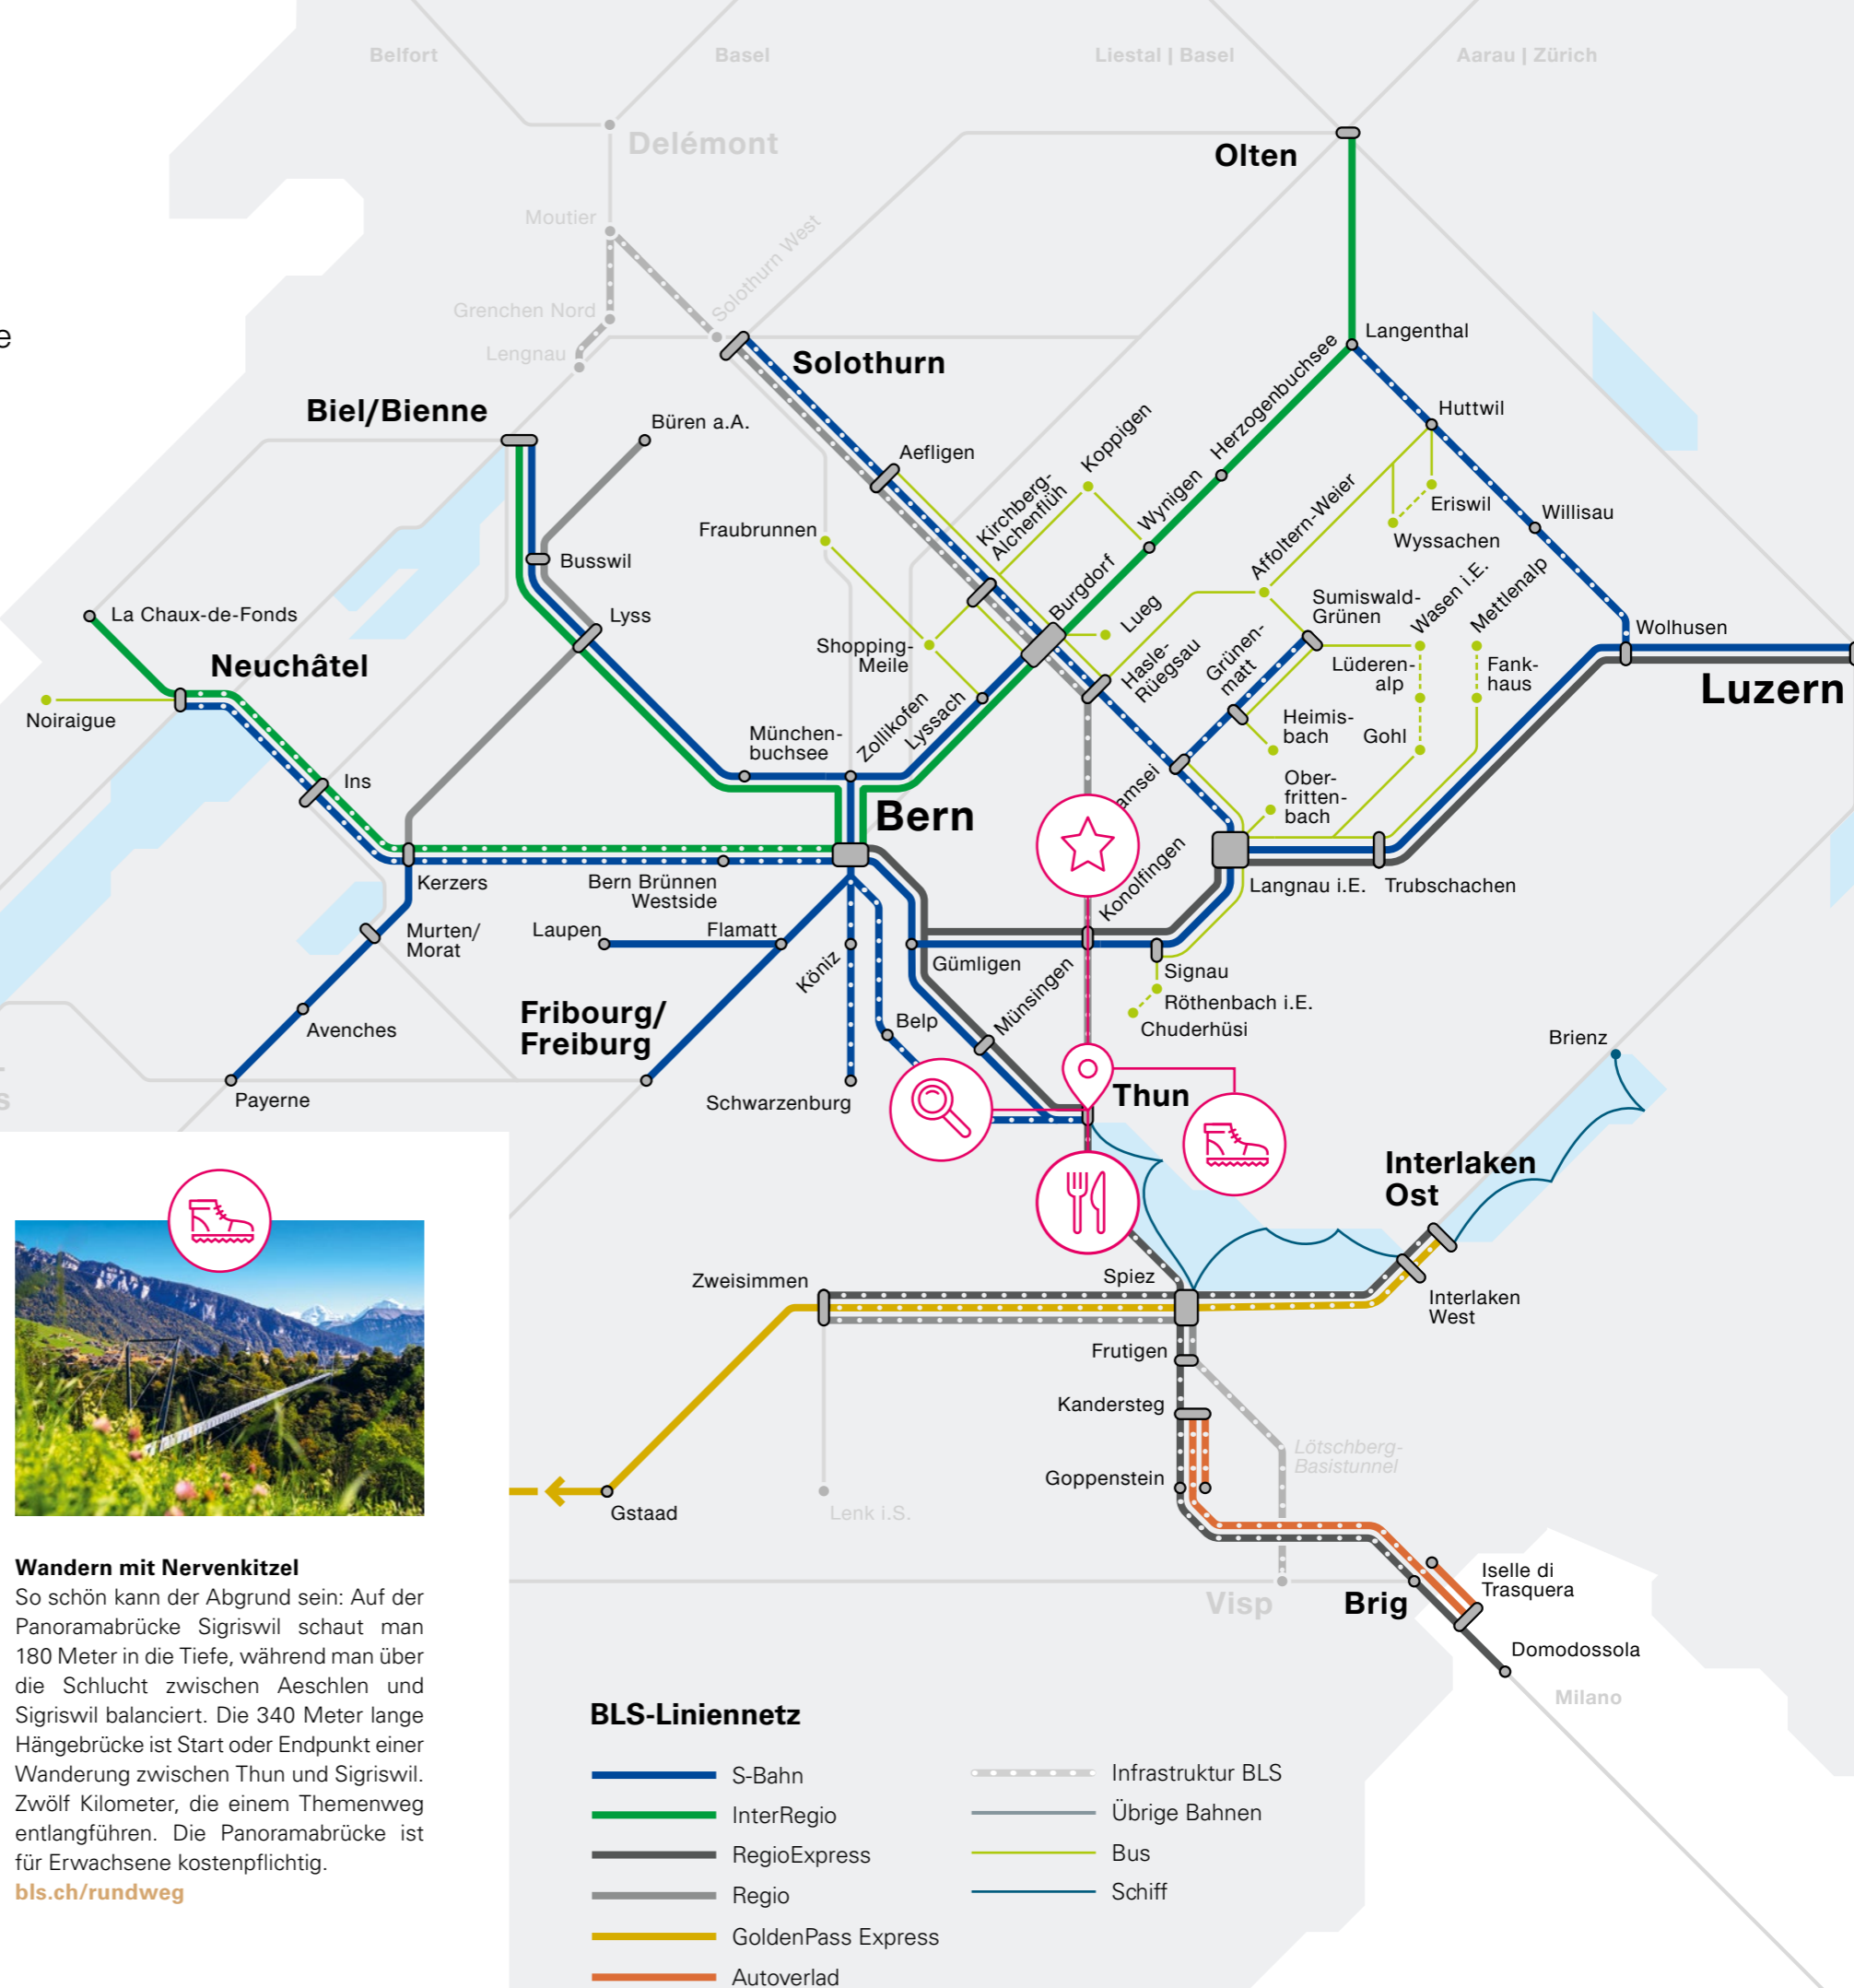 Belfort
Basel
Liestal | Basel
Aarau | Zürich
Delémont
Olten
Moutier
Solothurn West
Grenchen Nord
Lengnau
Solothurn
Langenthal
Herzogenbuchsee
Biel/Bienne
Büren a.A.
Huttwil
Aefligen
Koppigen
Kirchberg-
Alchenflüh
Wynigen
Affoltern-Weier
Eriswil
Willisau
Wyssachen
Fraubrunnen
Busswil
Burgdorf
Lueg
Sumiswald-
Grünen
Wasen i.E.
Mettlenalp
La Chaux-de-Fonds
Lyss
Shopping-
Meile
Hasle-
Rüegsau
Grünen-
matt
Lüderen-
alp
Fank-
haus
Wolhusen
Neuchâtel
Luzern
Noiraigue
München-
buchsee
Zollikofen
Lyssach
Heimis-
bach
Gohl
Ins
Bern
amsei
Ober-
fritten-
bach
Kerzers
Bern Brünnen
Westside
Konolfingen
Langnau i.E.
Trubschachen
Murten/
Morat
Laupen
Flamatt
Köniz
Gümligen
Münsingen
Signau
Röthenbach i.E.
Chuderhüsi
Fribourg/
Freiburg
Avenches
Belp
Brienz
Payerne
Schwarzenburg
Thun
Interlaken
Ost
Zweisimmen
Spiez
Interlaken
West
Frutigen
Kandersteg
Lötschberg-
Basistunnel
Goppenstein
Gstaad
Lenk i.S.
Visp
Brig
Iselle di
Trasquera
Domodossola
Milano
Wandern mit Nervenkitzel
So schön kann der Abgrund sein: Auf der
Panoramabrücke Sigriswil schaut man
180 Meter in die Tiefe, während man über
die Schlucht zwischen Aeschlen und
Sigriswil balanciert. Die 340 Meter lange
Hängebrücke ist Start oder Endpunkt einer
Wanderung zwischen Thun und Sigriswil.
Zwölf Kilometer, die einem Themenweg
entlangführen. Die Panoramabrücke ist
für Erwachsene kostenpflichtig.
bls.ch/rundweg
BLS-Liniennetz
S-Bahn
InterRegio
RegioExpress
Regio
GoldenPass Express
Autoverlad
Infrastruktur BLS
Übrige Bahnen
Bus
Schiff